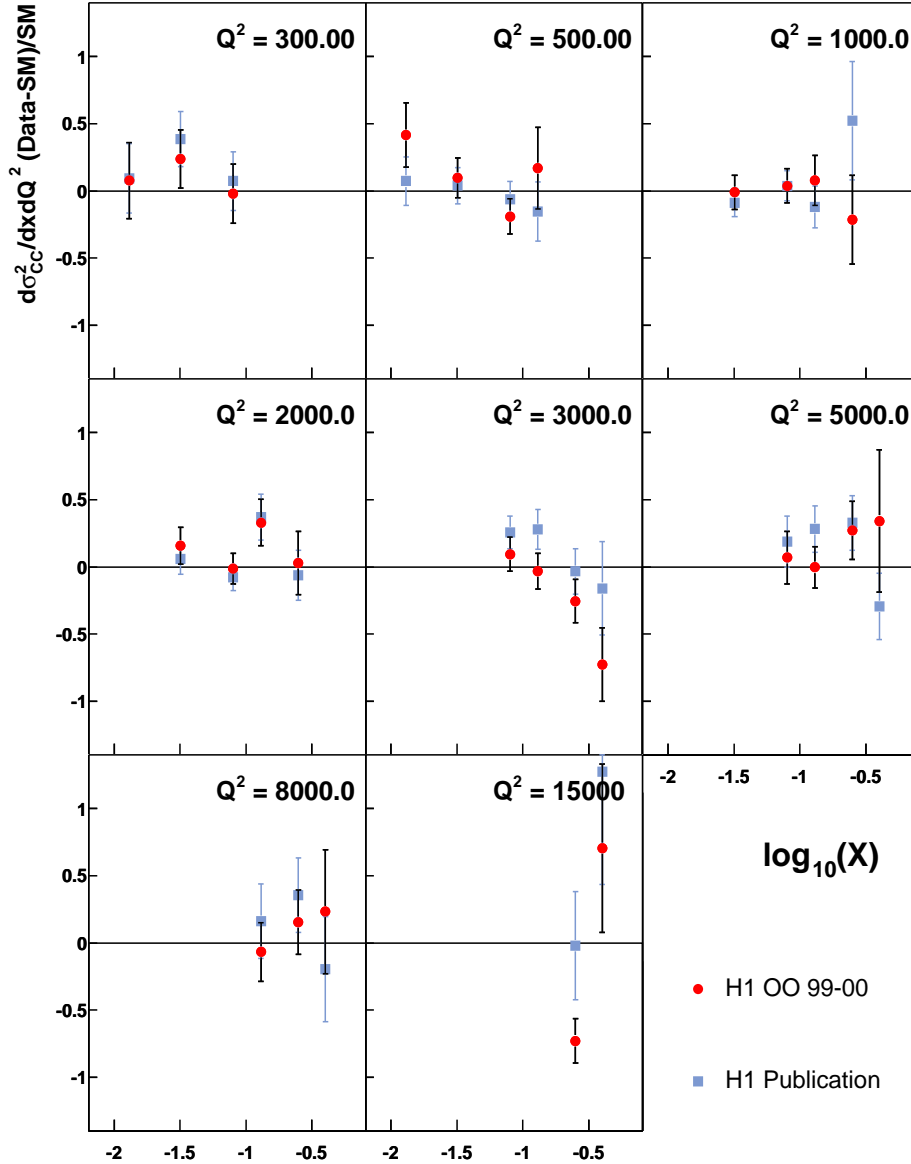 dσ²CC/dxdQ² (Data-SM)/SM
Q² = 300.00
Q² = 500.00
Q² = 1000.0
1
0.5
0
-0.5
-1
Q² = 2000.0
Q² = 3000.0
Q² = 5000.0
1
0.5
0
-0.5
-1
-2 -1.5 -1 -0.5
Q² = 8000.0
Q² = 15000
1
0.5
0
-0.5
-1
log₁₀(X)
H1 OO 99-00
H1 Publication
-2 -1.5 -1 -0.5
-2 -1.5 -1 -0.5